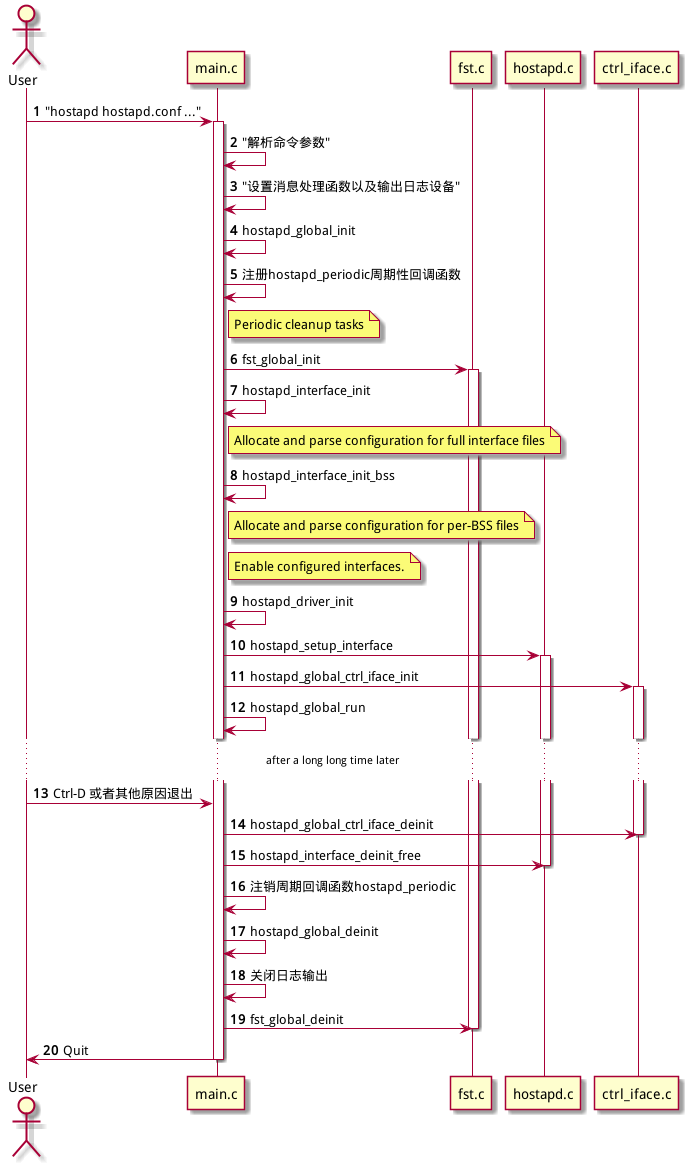 User
main.c
fst.c
hostapd.c
ctrl_iface.c
1 "hostapd hostapd.conf ..."
2 "解析命令参数"
3 "设置消息处理函数以及输出日志设备"
4 hostapd_global_init
5 注册hostapd_periodic周期性回调函数
Periodic cleanup tasks
6 fst_global_init
7 hostapd_interface_init
Allocate and parse configuration for full interface files
8 hostapd_interface_init_bss
Allocate and parse configuration for per-BSS files
Enable configured interfaces.
9 hostapd_driver_init
10 hostapd_setup_interface
11 hostapd_global_ctrl_iface_init
12 hostapd_global_run
after a long long time later
13 Ctrl-D 或者其他原因退出
14 hostapd_global_ctrl_iface_deinit
15 hostapd_interface_deinit_free
16 注销周期回调函数hostapd_periodic
17 hostapd_global_deinit
18 关闭日志输出
19 fst_global_deinit
20 Quit
User
main.c
fst.c
hostapd.c
ctrl_iface.c